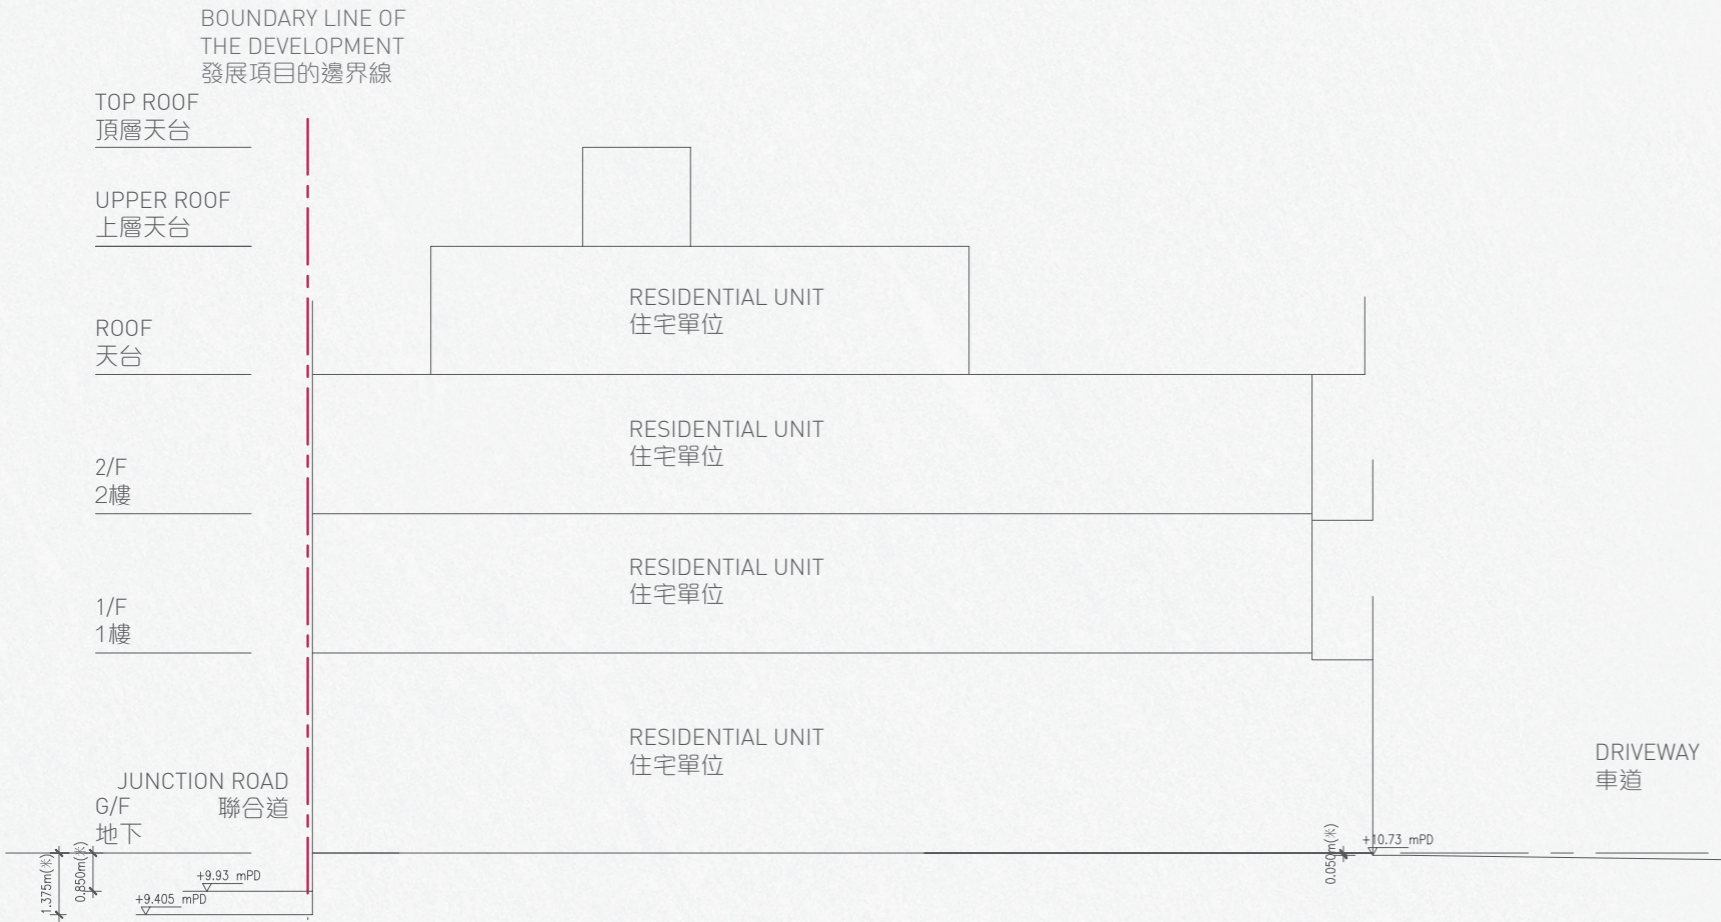 BOUNDARY LINE OF
THE DEVELOPMENT
發展項目的邊界線
TOP ROOF
頂層天台
UPPER ROOF
上層天台
RESIDENTIAL UNIT
住宅單位
ROOF
天台
RESIDENTIAL UNIT
住宅單位
2/F
2樓
RESIDENTIAL UNIT
住宅單位
1/F
1樓
RESIDENTIAL UNIT
住宅單位
DRIVEWAY
車道
JUNCTION ROAD
聯合道
G/F
地下
1.375m(米)
0.850m(米)
+9.93 mPD
+9.405 mPD
0.050m(米)
+10.73 mPD